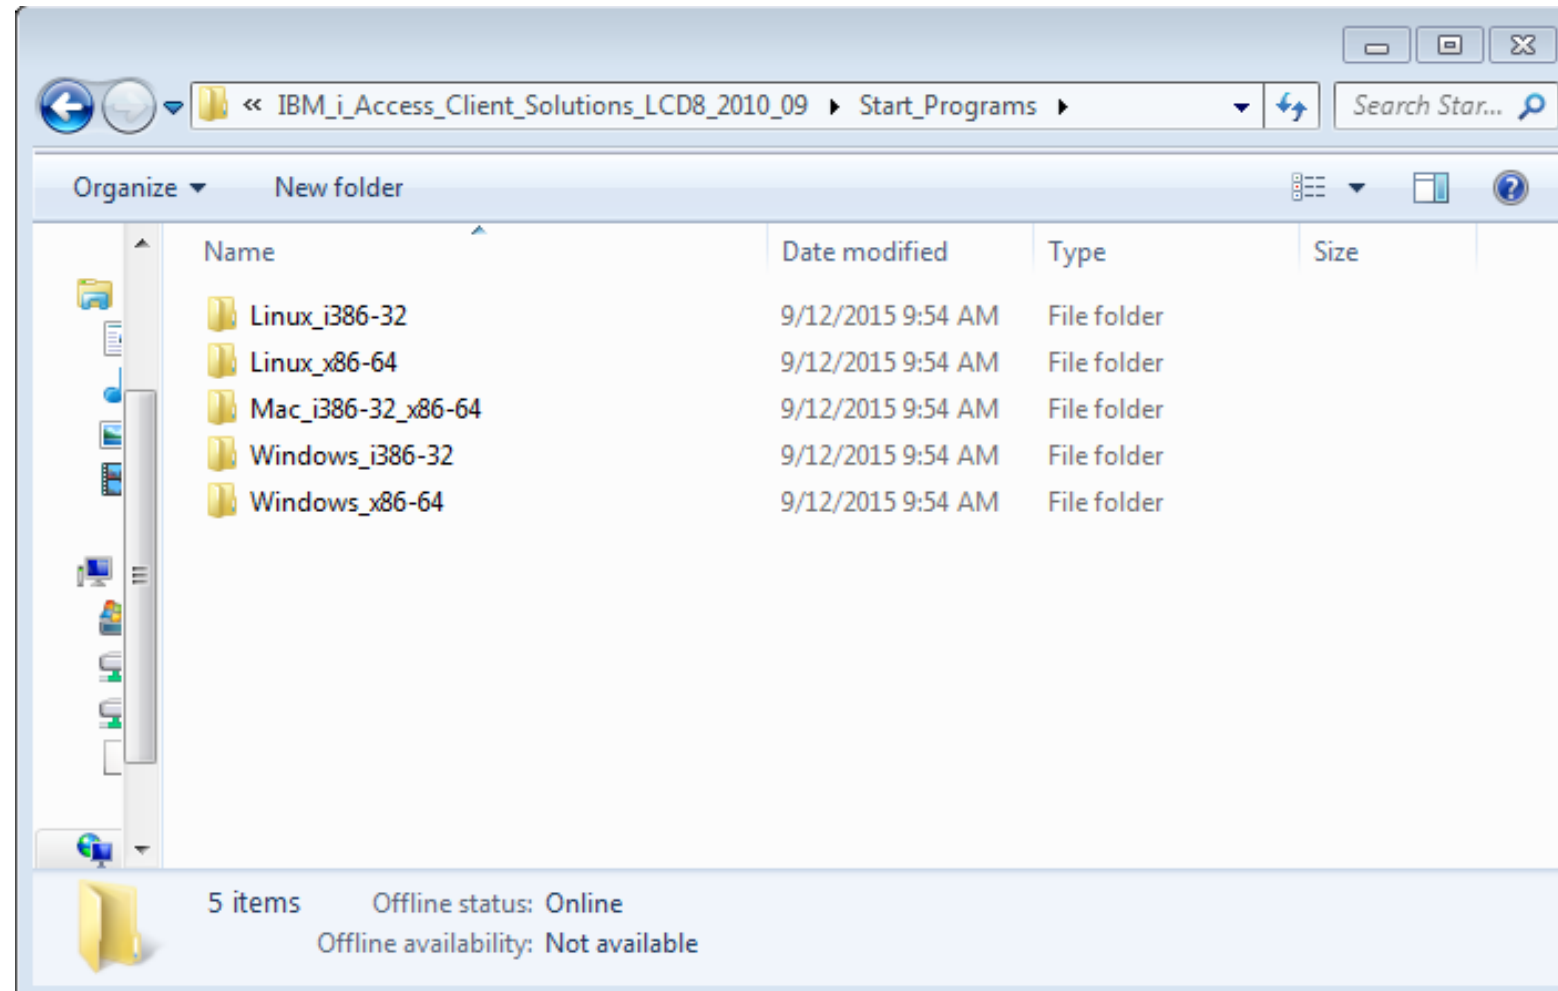 « IBM_i_Access_Client_Solutions_LCD8_2010_09 Start_Programs Search Star...
Organize New folder
Name Date modified Type Size
Linux_i386-32 9/12/2015 9:54 AM File folder
Linux_x86-64 9/12/2015 9:54 AM File folder
Mac_i386-32_x86-64 9/12/2015 9:54 AM File folder
Windows_i386-32 9/12/2015 9:54 AM File folder
Windows_x86-64 9/12/2015 9:54 AM File folder
5 items Offline status: Online
Offline availability: Not available